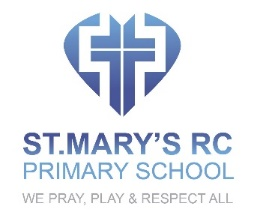 ST.MARY'S RC
PRIMARY SCHOOL
WE PRAY, PLAY & RESPECT ALL